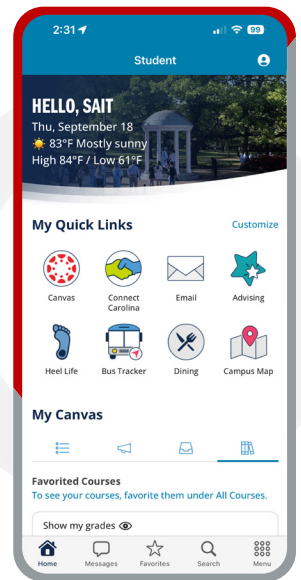 2:31
99
Student
HELLO, SAIT
Thu, September 18
83°F Mostly sunny
High 84°F / Low 61°F
My Quick Links
Customize
Canvas
Connect
Carolina
Email
Advising
Heel Life
Bus Tracker
Dining
Campus Map
My Canvas
Favorited Courses
To see your courses, favorite them under All Courses.
Show my grades
Home
Messages
Favorites
Search
Menu